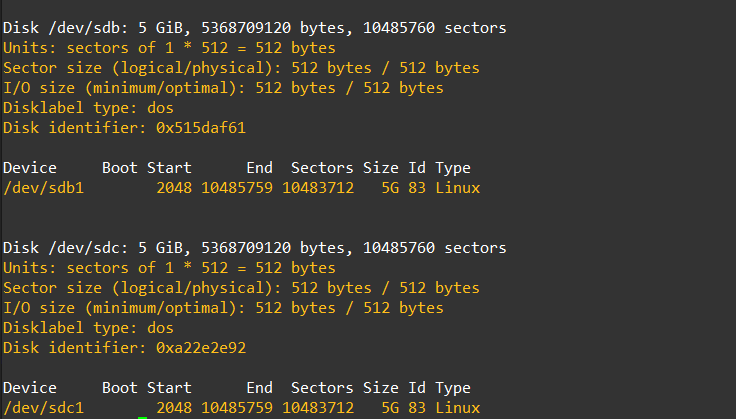 Disk /dev/sdb: 5 GiB, 5368709120 bytes, 10485760 sectors
Units: sectors of 1 * 512 = 512 bytes
Sector size (logical/physical): 512 bytes / 512 bytes
I/O size (minimum/optimal): 512 bytes / 512 bytes
Disklabel type: dos
Disk identifier: 0x515daf61
Device     Boot Start      End  Sectors Size Id Type
/dev/sdb1        2048 10485759 10483712   5G 83 Linux
Disk /dev/sdc: 5 GiB, 5368709120 bytes, 10485760 sectors
Units: sectors of 1 * 512 = 512 bytes
Sector size (logical/physical): 512 bytes / 512 bytes
I/O size (minimum/optimal): 512 bytes / 512 bytes
Disklabel type: dos
Disk identifier: 0xa22e2e92
Device     Boot Start      End  Sectors Size Id Type
/dev/sdc1        2048 10485759 10483712   5G 83 Linux